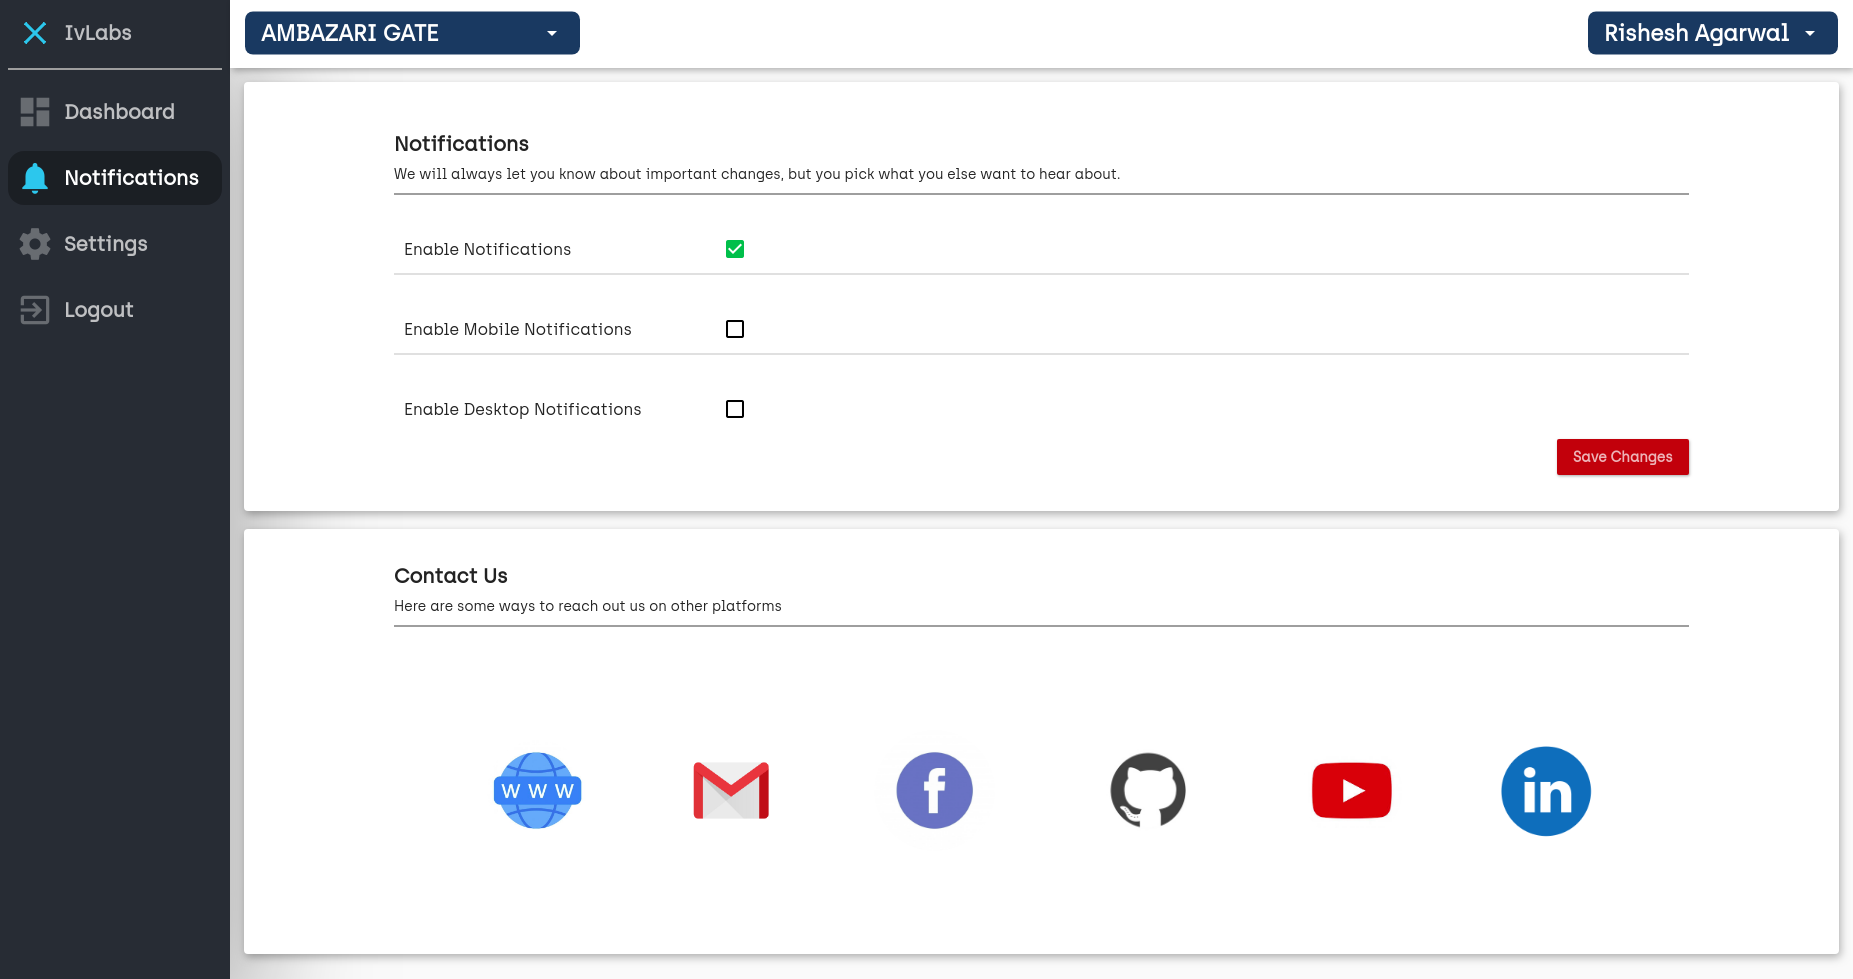 IvLabs
AMBAZARI GATE
Rishesh Agarwal
Dashboard
Notifications
Settings
Logout
Notifications
We will always let you know about important changes, but you pick what you else want to hear about.
Enable Notifications
Enable Mobile Notifications
Enable Desktop Notifications
Save Changes
Contact Us
Here are some ways to reach out us on other platforms
W W W
f
in